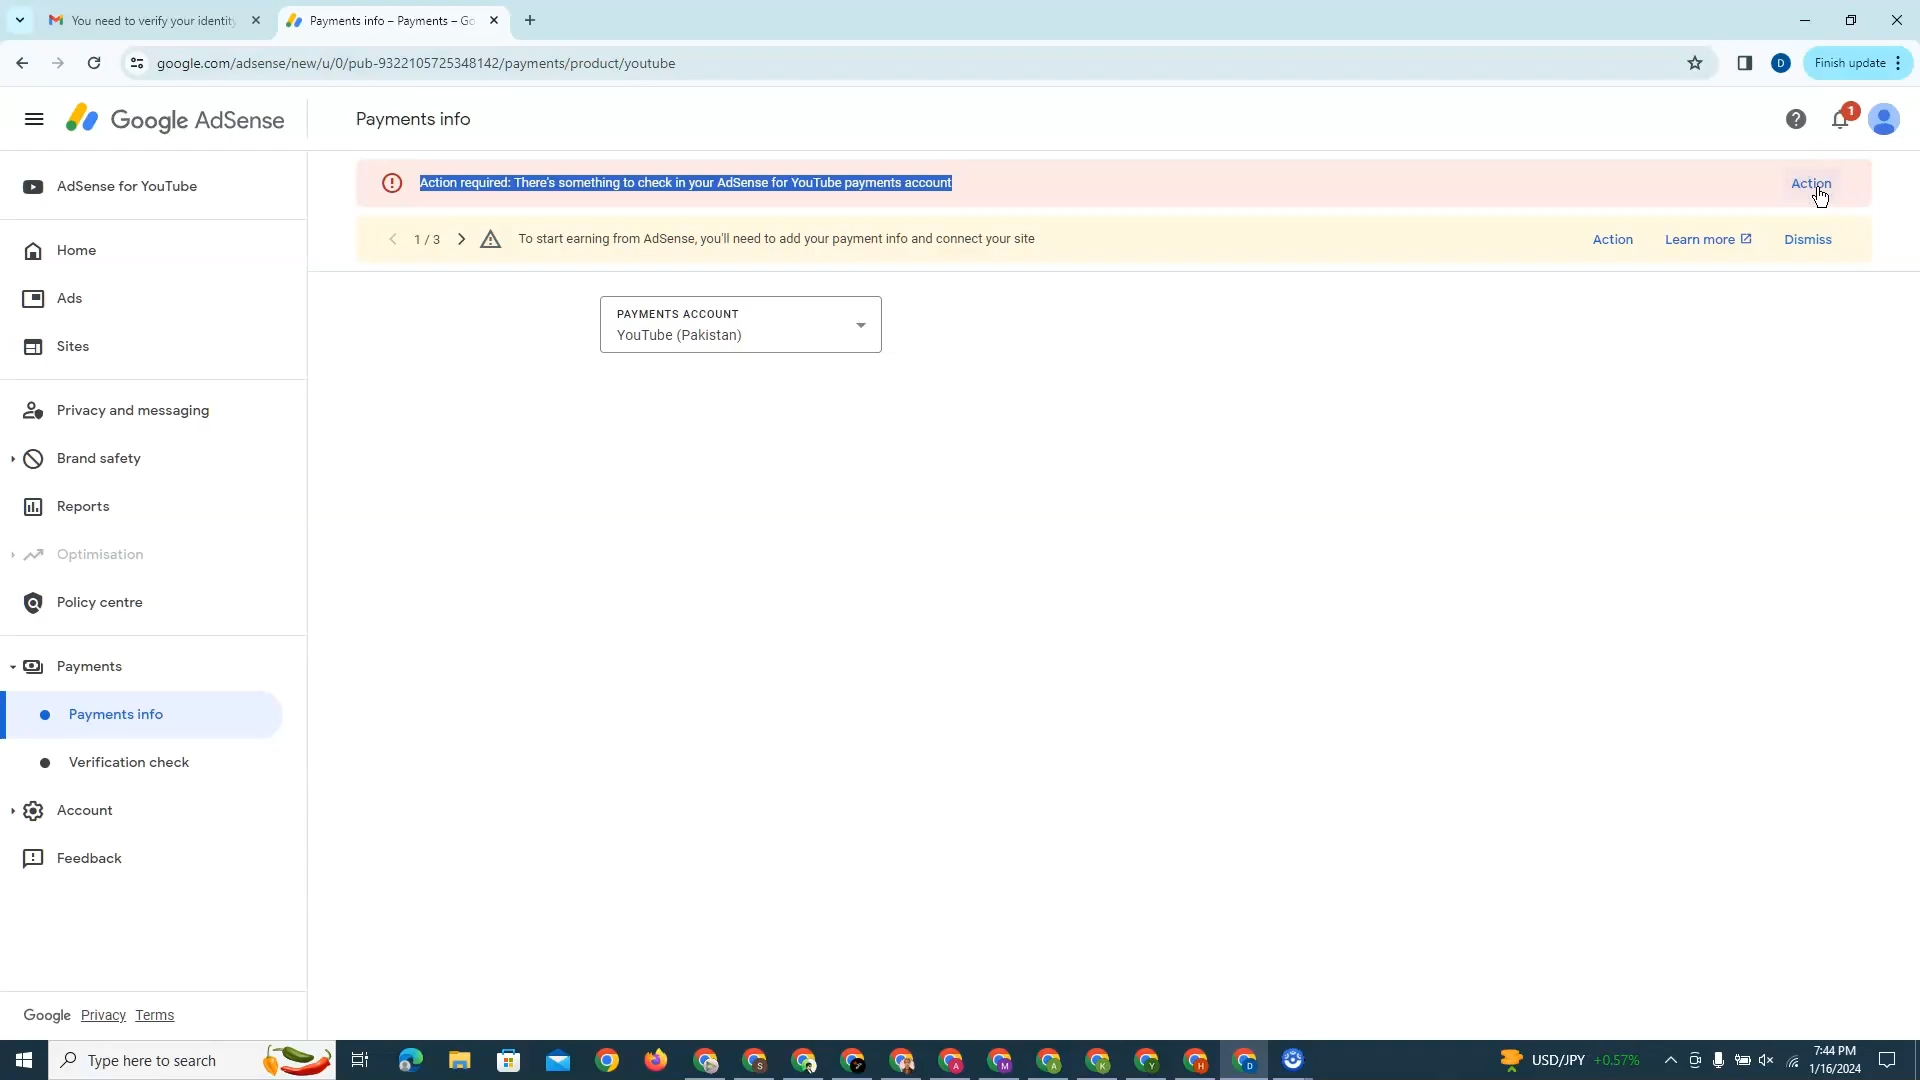 You need to verify your identity
Payments info – Payments – Go
google.com/adsense/new/u/0/pub-9322105725348142/payments/product/youtube
D
Finish update
Google AdSense
Payments info
1
AdSense for YouTube
Action required: There's something to check in your AdSense for YouTube payments account
Action
1 / 3
To start earning from AdSense, you'll need to add your payment info and connect your site
Action
Learn more
Dismiss
Home
Ads
Sites
PAYMENTS ACCOUNT
YouTube (Pakistan)
Privacy and messaging
Brand safety
Reports
Optimisation
Policy centre
Payments
Payments info
Verification check
Account
Feedback
Google Privacy Terms
Type here to search
S
A
M
A
K
Y
H
D
USD/JPY +0.57%
7:44 PM
1/16/2024